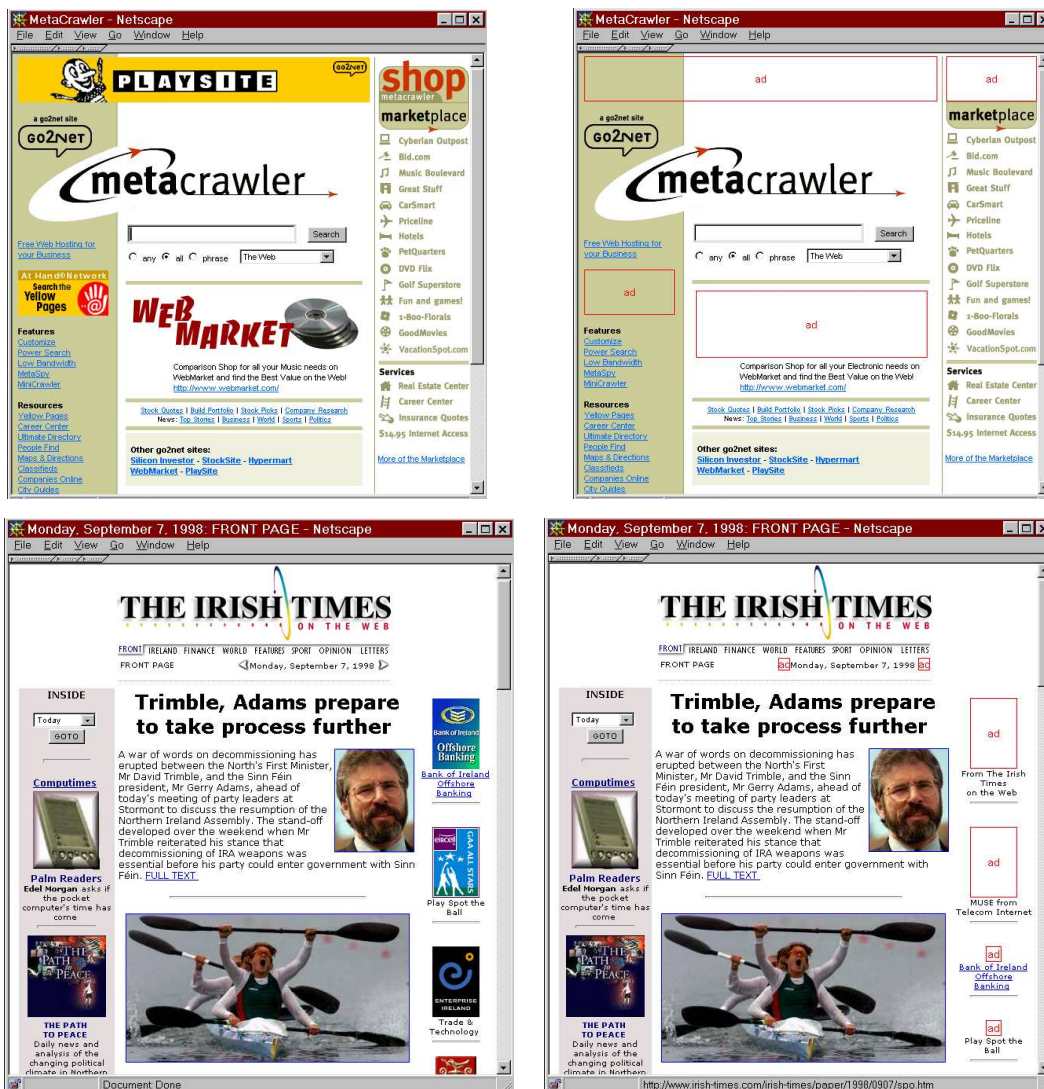 MetaCrawler - Netscape
File Edit View Go Window Help
PLAYSITE
GO2NET
shop
metacrawler
marketplace
a go2net site
GO2NET
metacrawler
Search
any all phrase The Web
Free Web Hosting for
your Business
At Hand® Network
Search the
Yellow
Pages
WEB
MARKET
Comparison Shop for all your Music needs on
WebMarket and find the Best Value on the Web!
http://www.webmarket.com/
Features
Customize
Power Search
Low Bandwidth
MetaSpy
MiniCrawler
Resources
Yellow Pages
Career Center
Ultimate Directory
People Find
Maps & Directions
Classifieds
Companies Online
City Guides
Stock Quotes | Build Portfolio | Stock Picks | Company Research
News: Top Stories | Business | World | Sports | Politics
Other go2net sites:
Silicon Investor - StockSite - Hypermart
WebMarket - PlaySite
Cyberian Outpost
Bid.com
Music Boulevard
Great Stuff
CarSmart
Priceline
Hotels
PetQuarters
DVD Flix
Golf Superstore
Fun and games!
1-800-Florals
GoodMovies
VacationSpot.com
Services
Real Estate Center
Career Center
Insurance Quotes
$14.95 Internet Access
More of the Marketplace
MetaCrawler - Netscape
File Edit View Go Window Help
ad
ad
marketplace
a go2net site
GO2NET
metacrawler
Search
any all phrase The Web
Free Web Hosting for
your Business
ad
ad
Comparison Shop for all your Electronic needs on
WebMarket and find the Best Value on the Web!
http://www.webmarket.com/
Features
Customize
Power Search
Low Bandwidth
MetaSpy
MiniCrawler
Resources
Yellow Pages
Career Center
Ultimate Directory
People Find
Maps & Directions
Classifieds
Companies Online
City Guides
Stock Quotes | Build Portfolio | Stock Picks | Company Research
News: Top Stories | Business | World | Sports | Politics
Other go2net sites:
Silicon Investor - StockSite - Hypermart
WebMarket - PlaySite
Cyberian Outpost
Bid.com
Music Boulevard
Great Stuff
CarSmart
Priceline
Hotels
PetQuarters
DVD Flix
Golf Superstore
Fun and games!
1-800-Florals
GoodMovies
VacationSpot.com
Services
Real Estate Center
Career Center
Insurance Quotes
$14.95 Internet Access
More of the Marketplace
Monday, September 7, 1998: FRONT PAGE - Netscape
File Edit View Go Window Help
THE IRISH TIMES
ON THE WEB
FRONT IRELAND FINANCE WORLD FEATURES SPORT OPINION LETTERS
FRONT PAGE Monday, September 7, 1998
INSIDE
Today
GOTO
Computimes
Palm Readers
Edel Morgan asks if
the pocket
computer's time has
come
THE
PATH
to
PEACE
THE PATH
TO PEACE
Daily news and
analysis of the
changing political
climate in Northern
Trimble, Adams prepare
to take process further
A war of words on decommissioning has
erupted between the North's First Minister,
Mr David Trimble, and the Sinn Féin
president, Mr Gerry Adams, ahead of
today's meeting of party leaders at
Stormont to discuss the resumption of the
Northern Ireland Assembly. The stand-off
developed over the weekend when Mr
Trimble reiterated his stance that
decommissioning of IRA weapons was
essential before his party could enter government with Sinn
Féin. FULL TEXT
Bank of Ireland
Offshore
Banking
Bank of Ireland
Offshore
Banking
eircell
GAA ALL STARS
Play Spot the
Ball
ENTERPRISE
IRELAND
Trade &
Technology
Document Done
Monday, September 7, 1998: FRONT PAGE - Netscape
File Edit View Go Window Help
THE IRISH TIMES
ON THE WEB
FRONT IRELAND FINANCE WORLD FEATURES SPORT OPINION LETTERS
FRONT PAGE ad Monday, September 7, 1998 ad
INSIDE
Today
GOTO
Computimes
Palm Readers
Edel Morgan asks if
the pocket
computer's time has
come
THE
PATH
to
PEACE
THE PATH
TO PEACE
Daily news and
analysis of the
changing political
climate in Northern
Trimble, Adams prepare
to take process further
A war of words on decommissioning has
erupted between the North's First
Minister, Mr David Trimble, and the Sinn
Féin president, Mr Gerry Adams, ahead of
today's meeting of party leaders at
Stormont to discuss the resumption of the
Northern Ireland Assembly. The stand-off
developed over the weekend when Mr
Trimble reiterated his stance that
decommissioning of IRA weapons was
essential before his party could enter government with
Sinn Féin. FULL TEXT
ad
From The Irish
Times
on the Web
ad
MUSE from
Telecom Internet
ad
Bank of Ireland
Offshore
Banking
ad
Play Spot the
Ball
http://www.irish-times.com/irish-times/paper/1998/0907/spo.htm